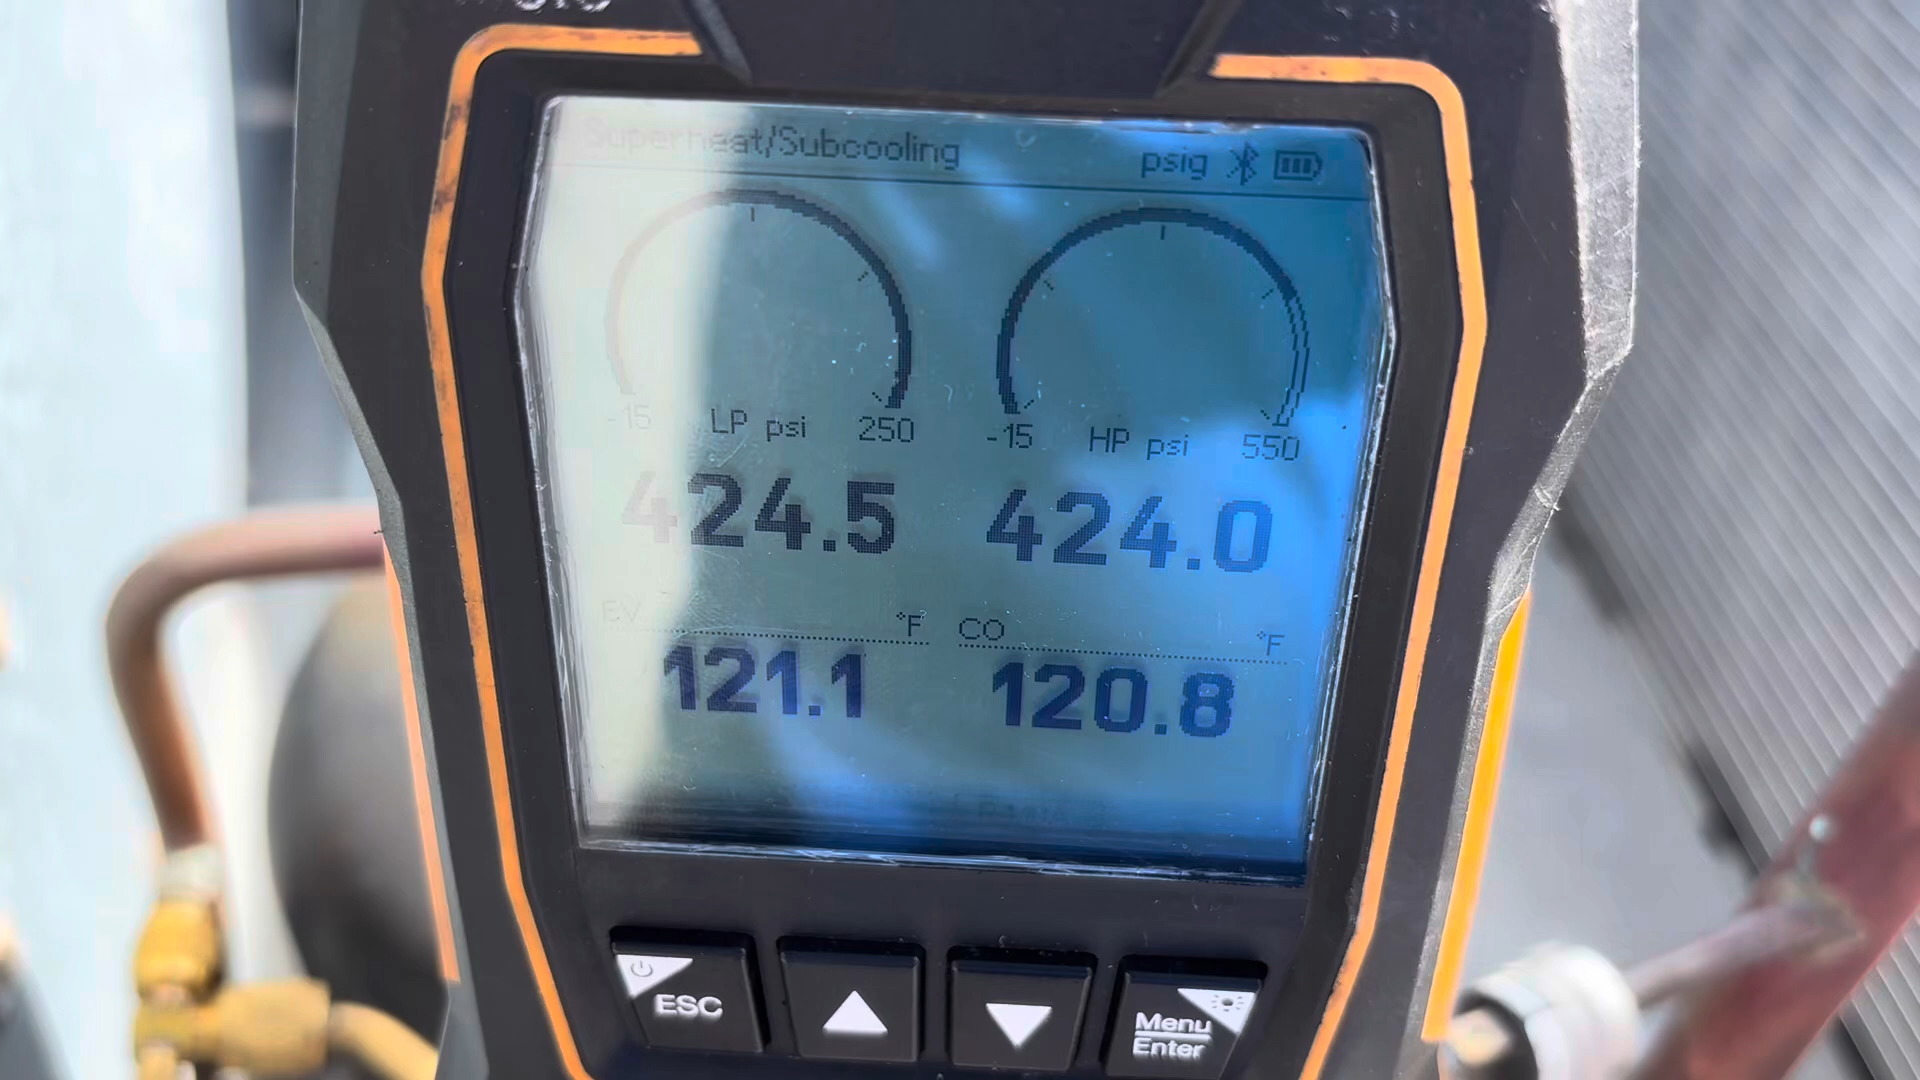 Superheat/Subcooling psig
-15 LP psi 250 -15 HP psi 550
424.5 424.0
EV °F CO °F
121.1 120.8
ESC
Menu
Enter